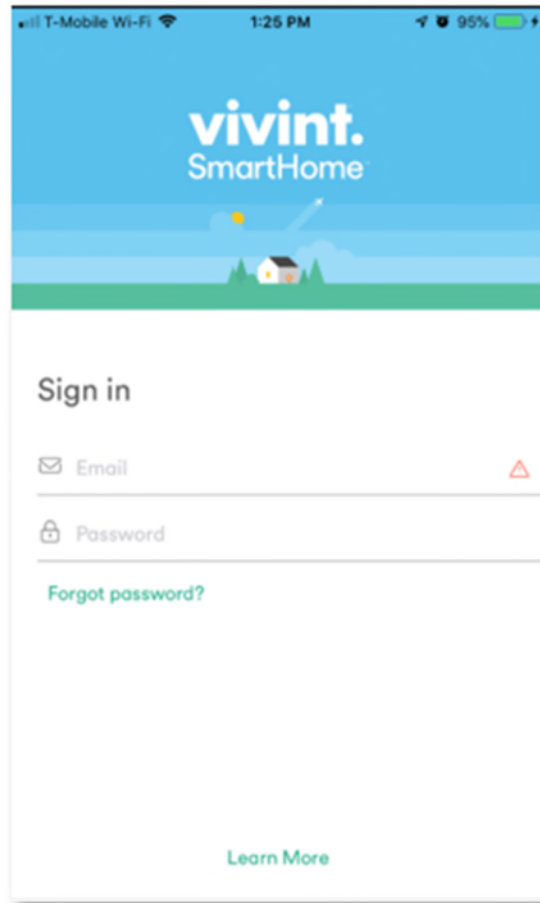 T-Mobile Wi-Fi 1:25 PM 95%
vivint.
SmartHome
Sign in
Email
Password
Forgot password?
Learn More